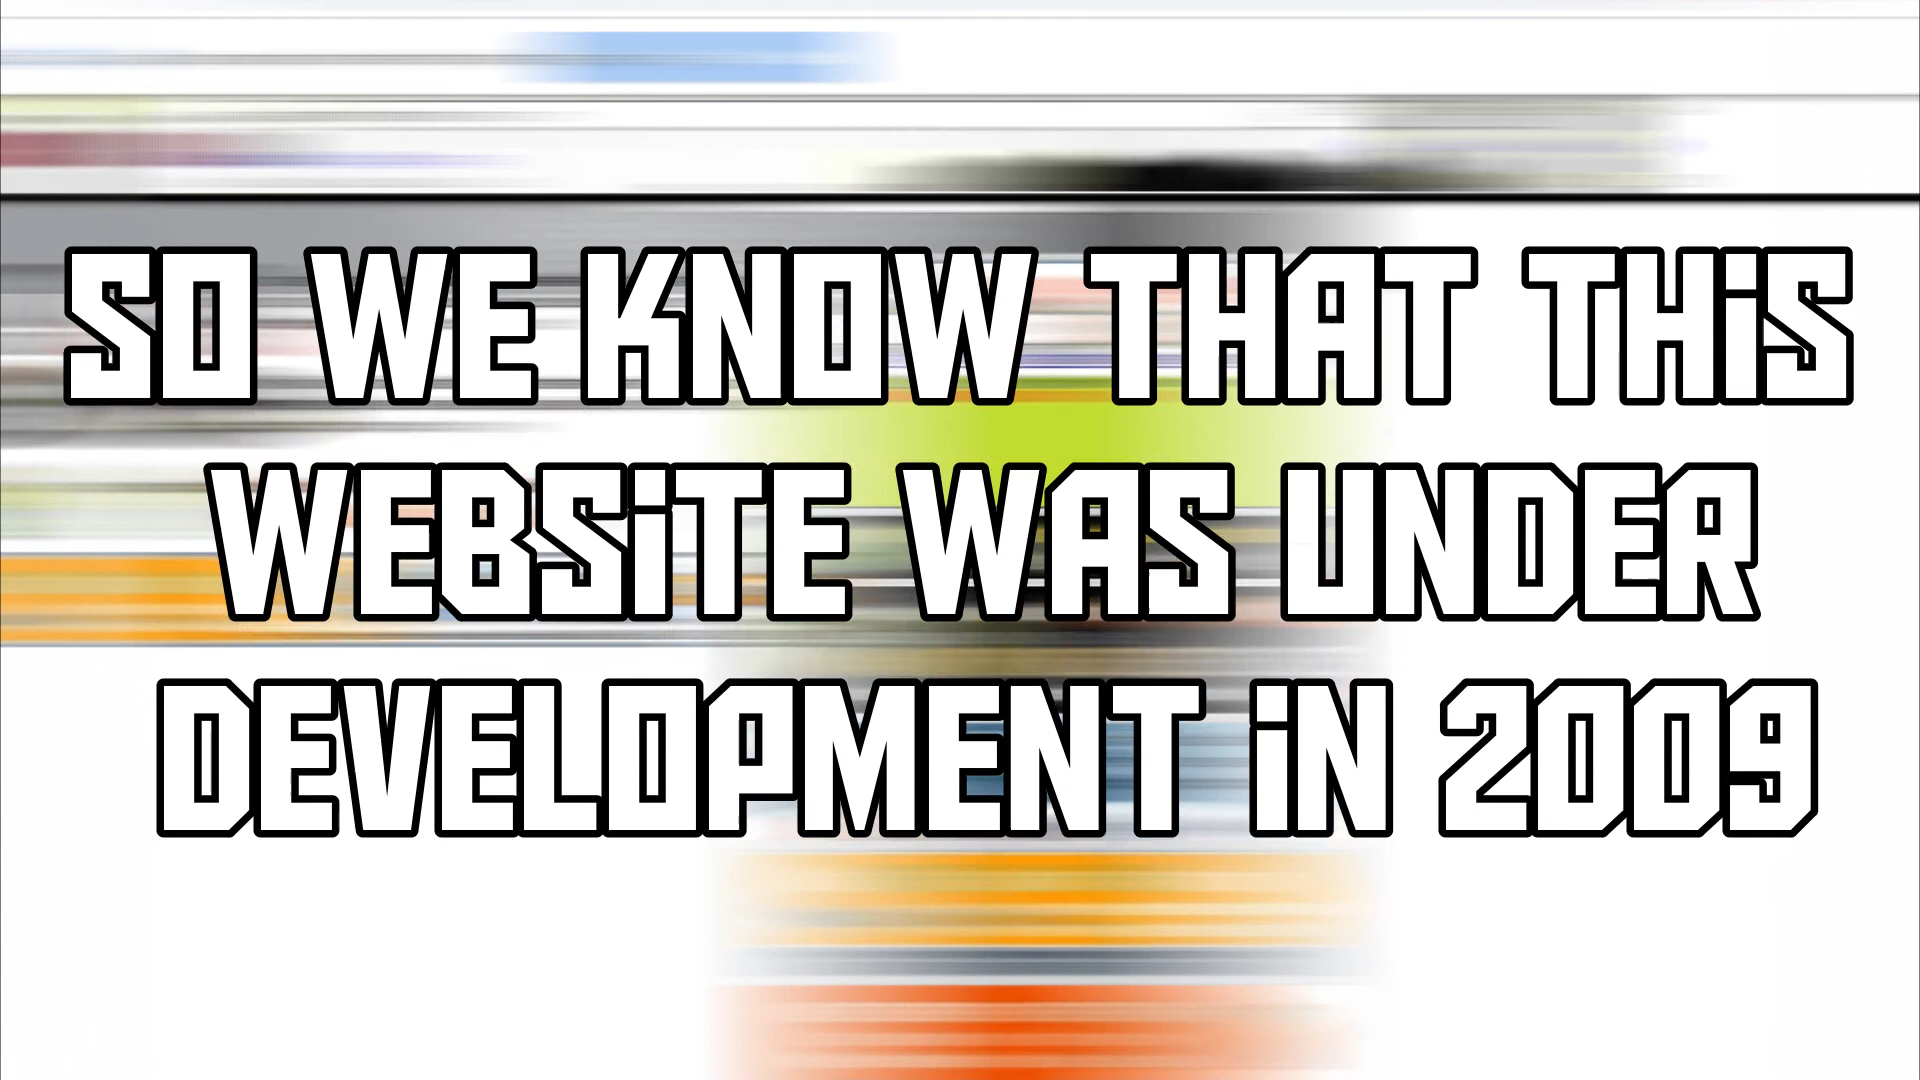 SO WE KNOW THAT THiS
WEBSiTE WAS UNDER
DEVELOPMENT iN 2009